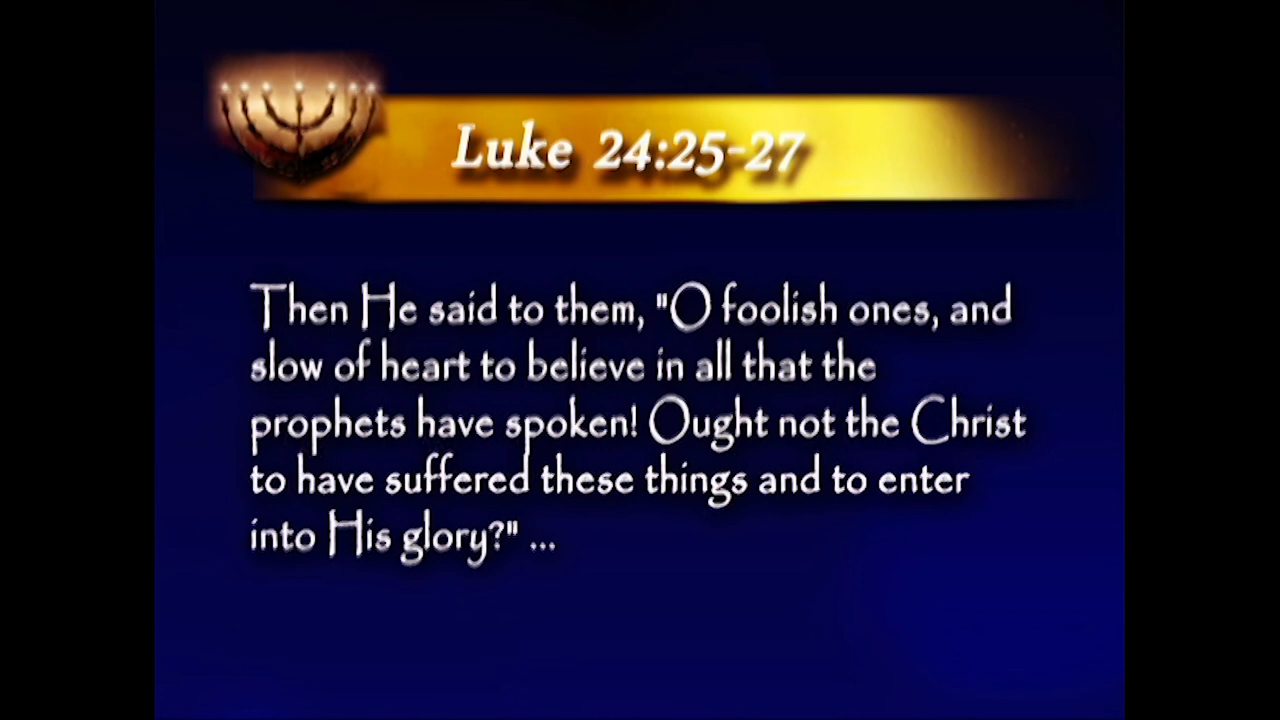 Luke 24:25-27
Then He said to them, "O foolish ones, and
slow of heart to believe in all that the
prophets have spoken! Ought not the Christ
to have suffered these things and to enter
into His glory?" ...